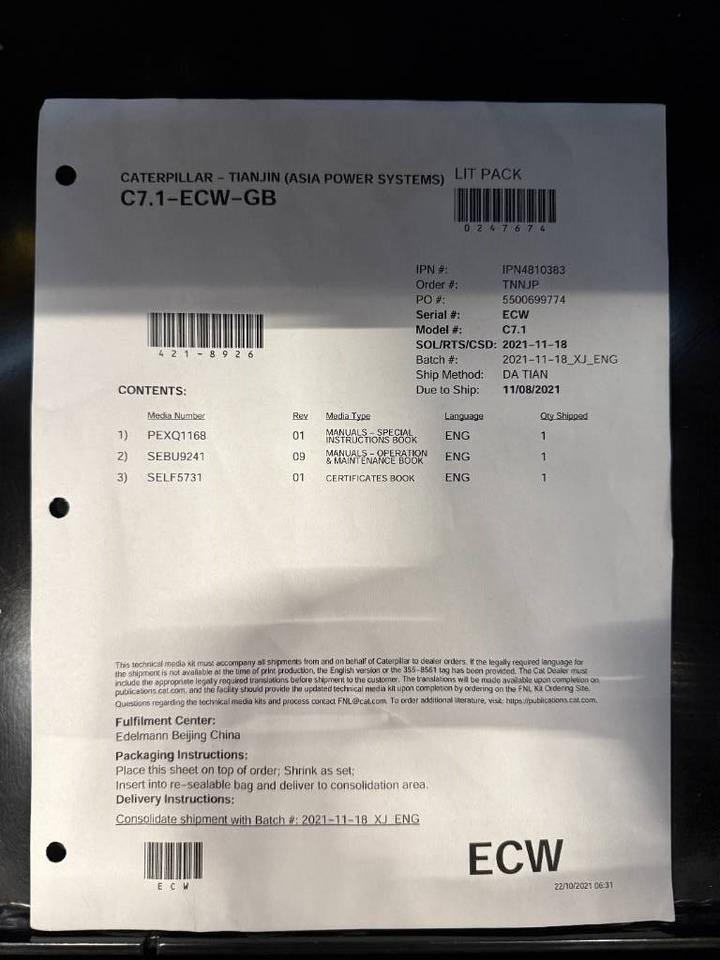 CATERPILLAR - TIANJIN (ASIA POWER SYSTEMS) LIT PACK
C7.1-ECW-GB
0247674
IPN #: IPN4810383
Order #: TNNJP
PO #: 5500699774
Serial #: ECW
Model #: C7.1
SOL/RTS/CSD: 2021-11-18
Batch #: 2021-11-18_XJ_ENG
Ship Method: DA TIAN
Due to Ship: 11/08/2021
421-8926
CONTENTS:
Media Number Rev Media Type Language Qty Shipped
1) PEXQ1168 01 MANUALS - SPECIAL INSTRUCTIONS BOOK ENG 1
2) SEBU9241 09 MANUALS - OPERATION & MAINTENANCE BOOK ENG 1
3) SELF5731 01 CERTIFICATES BOOK ENG 1
This technical media kit must accompany all shipments from and on behalf of Caterpillar to dealer orders. If the legally required language for
the shipment is not available at the time of print production, the English version or the 355-8561 tag has been provided. The Cat Dealer must
include the appropriate legally required translations before shipment to the customer. The translations will be made available upon completion on
publications.cat.com, and the facility should provide the updated technical media kit upon completion by ordering on the FNL Kit Ordering Site.
Questions regarding the technical media kits and process contact FNL@cat.com. To order additional literature, visit: https://publications.cat.com.
Fulfilment Center:
Edelmann Beijing China
Packaging Instructions:
Place this sheet on top of order; Shrink as set;
Insert into re-sealable bag and deliver to consolidation area.
Delivery Instructions:
Consolidate shipment with Batch #: 2021-11-18_XJ_ENG
ECW
ECW
22/10/2021 06:31